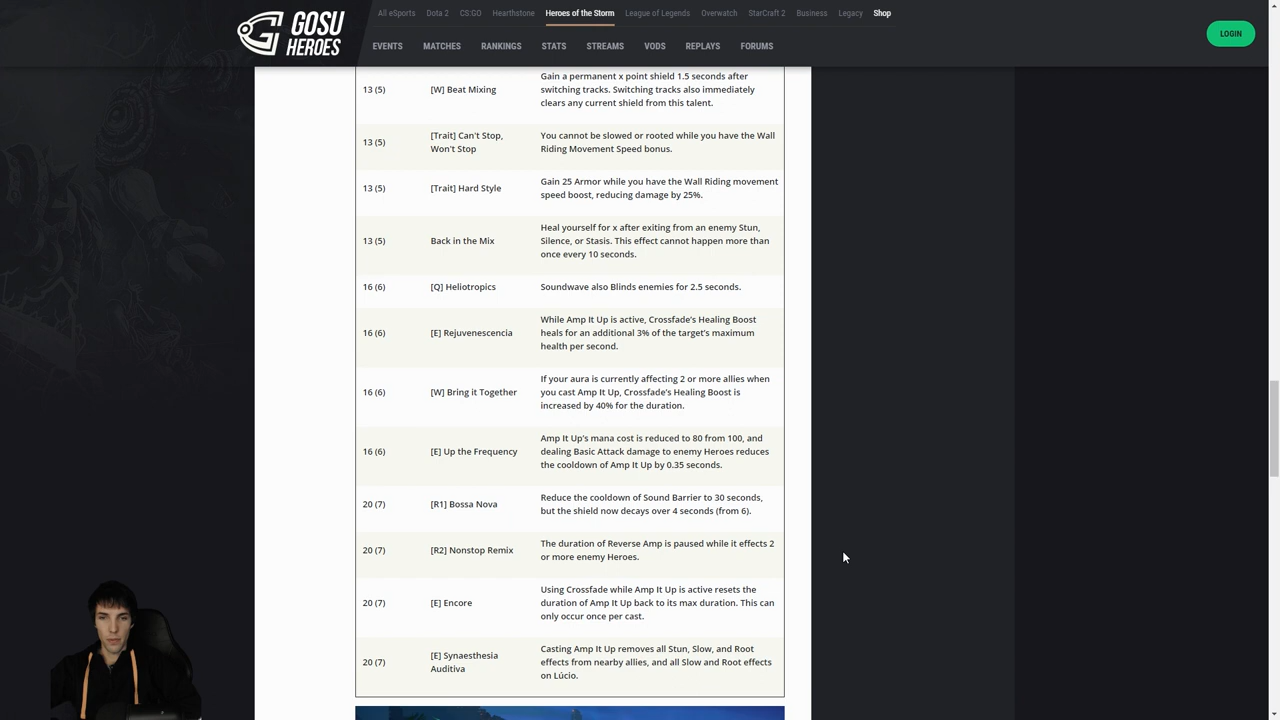 All eSports Dota 2 CS:GO Hearthstone Heroes of the Storm League of Legends Overwatch StarCraft 2 Business Legacy Shop
GOSU
HEROES
EVENTS MATCHES RANKINGS STATS STREAMS VODS REPLAYS FORUMS
LOGIN
13 (5) [W] Beat Mixing
Gain a permanent x point shield 1.5 seconds after
switching tracks. Switching tracks also immediately
clears any current shield from this talent.
13 (5) [Trait] Can't Stop,
Won't Stop
You cannot be slowed or rooted while you have the Wall
Riding Movement Speed bonus.
13 (5) [Trait] Hard Style
Gain 25 Armor while you have the Wall Riding movement
speed boost, reducing damage by 25%.
13 (5) Back in the Mix
Heal yourself for x after exiting from an enemy Stun,
Silence, or Stasis. This effect cannot happen more than
once every 10 seconds.
16 (6) [Q] Heliotropics Soundwave also Blinds enemies for 2.5 seconds.
16 (6) [E] Rejuvenescencia
While Amp It Up is active, Crossfade's Healing Boost
heals for an additional 3% of the target's maximum
health per second.
16 (6) [W] Bring it Together
If your aura is currently affecting 2 or more allies when
you cast Amp It Up, Crossfade's Healing Boost is
increased by 40% for the duration.
16 (6) [E] Up the Frequency
Amp It Up's mana cost is reduced to 80 from 100, and
dealing Basic Attack damage to enemy Heroes reduces
the cooldown of Amp It Up by 0.35 seconds.
20 (7) [R1] Bossa Nova
Reduce the cooldown of Sound Barrier to 30 seconds,
but the shield now decays over 4 seconds (from 6).
20 (7) [R2] Nonstop Remix
The duration of Reverse Amp is paused while it effects 2
or more enemy Heroes.
20 (7) [E] Encore
Using Crossfade while Amp It Up is active resets the
duration of Amp It Up back to its max duration. This can
only occur once per cast.
20 (7) [E] Synaesthesia
Auditiva
Casting Amp It Up removes all Stun, Slow, and Root
effects from nearby allies, and all Slow and Root effects
on Lúcio.